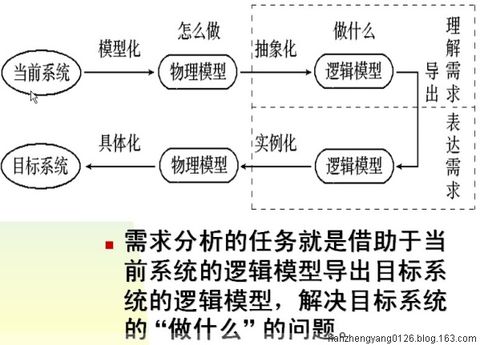 怎么做
做什么
理解需求
模型化
抽象化
导出
当前系统
物理模型
逻辑模型
表达需求
具体化
实例化
目标系统
物理模型
逻辑模型
需求分析的任务就是借助于当
前系统的逻辑模型导出目标系
统的逻辑模型，解决目标系统
的“做什么”的问题。
nanzhengyang0126.blog.163.com